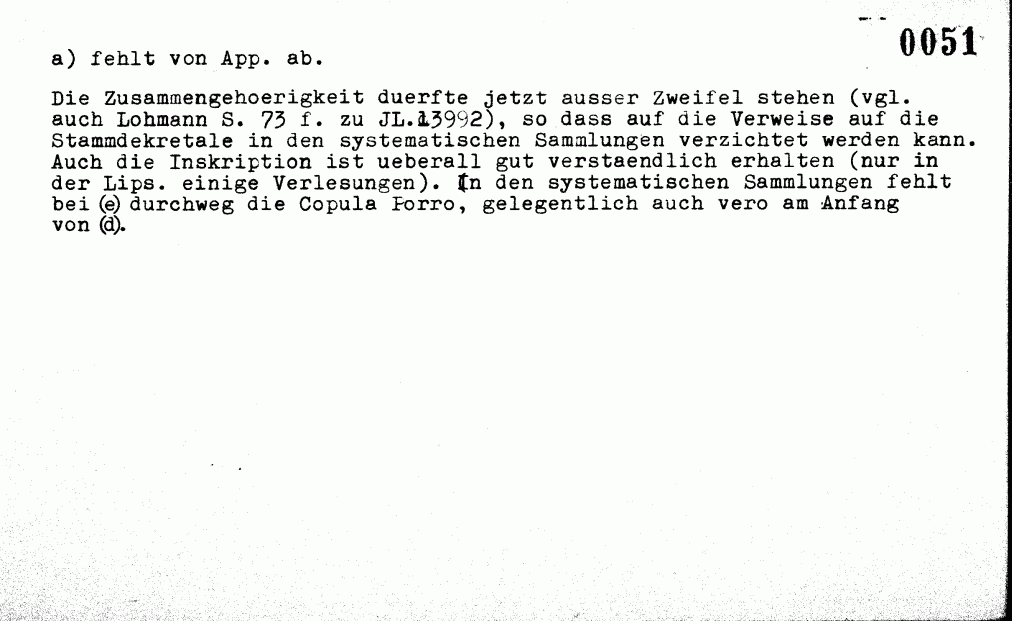 0051
a) fehlt von App. ab.
Die Zusammengehoerigkeit duerfte jetzt ausser Zweifel stehen (vgl.
auch Lohmann S. 73 f. zu JL.13992), so dass auf die Verweise auf die
Stammdekretale in den systematischen Sammlungen verzichtet werden kann.
Auch die Inskription ist ueberall gut verstaendlich erhalten (nur in
der Lips. einige Verlesungen). In den systematischen Sammlungen fehlt
bei (e) durchweg die Copula Porro, gelegentlich auch vero am Anfang
von (d).